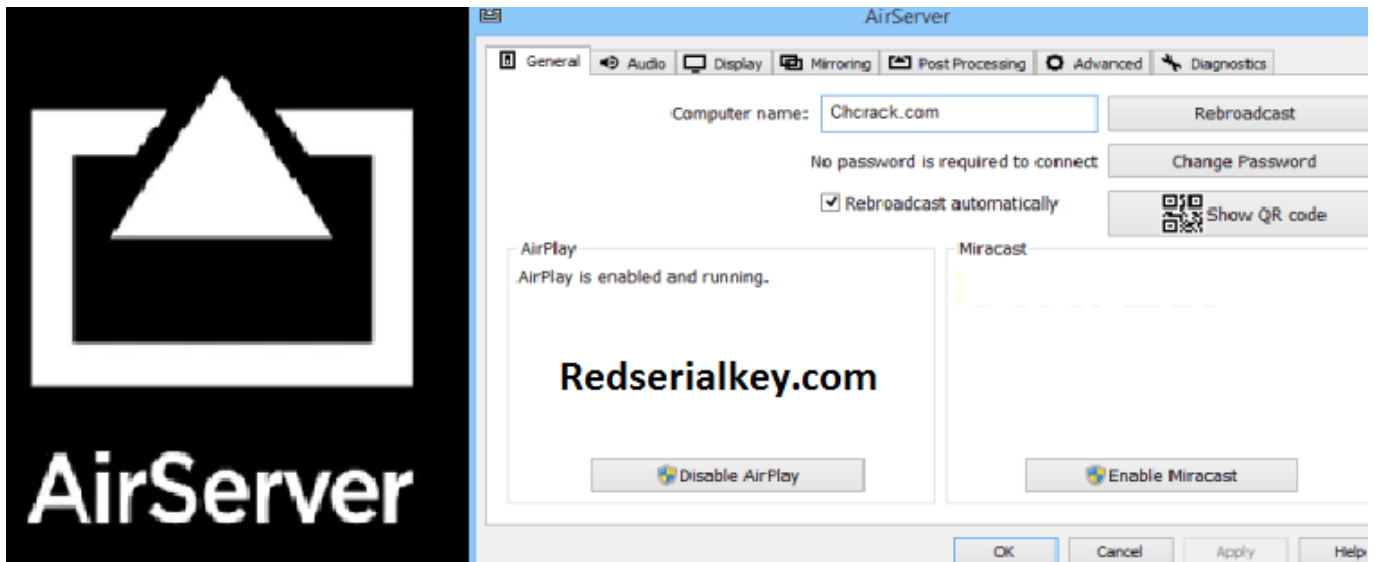 AirServer
AirServer
General Audio Display Mirroring Post Processing Advanced Diagnostics
Computer name: Chcrack.com Rebroadcast
No password is required to connect Change Password
Rebroadcast automatically Show QR code
AirPlay Miracast
AirPlay is enabled and running.
Redserialkey.com
Disable AirPlay Enable Miracast
OK Cancel Apply Help